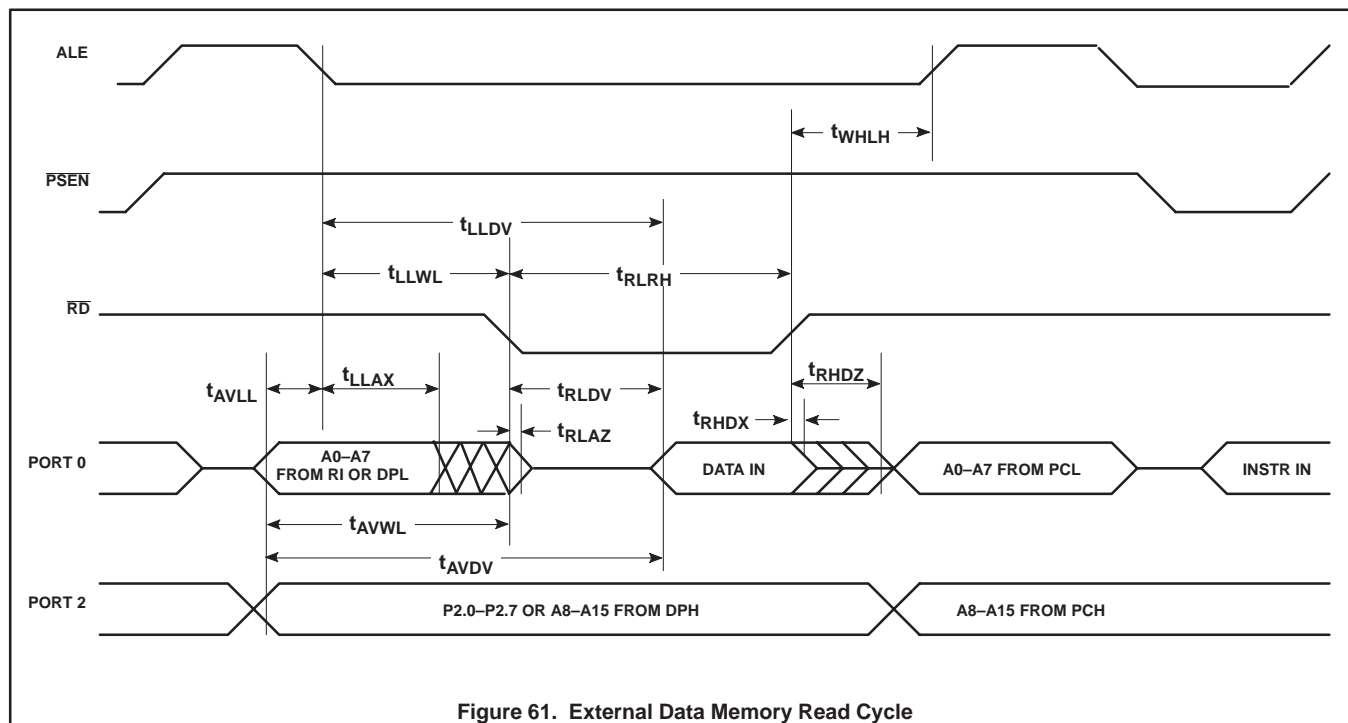 ALE
tWHLH
PSEN
tLLDV
tLLWL
tRLRH
RD
tAVLL
tLLAX
tRLDV
tRHDZ
tRLAZ
tRHDX
PORT 0
A0–A7
FROM RI OR DPL
DATA IN
A0–A7 FROM PCL
INSTR IN
tAVWL
tAVDV
PORT 2
P2.0–P2.7 OR A8–A15 FROM DPH
A8–A15 FROM PCH
Figure 61. External Data Memory Read Cycle